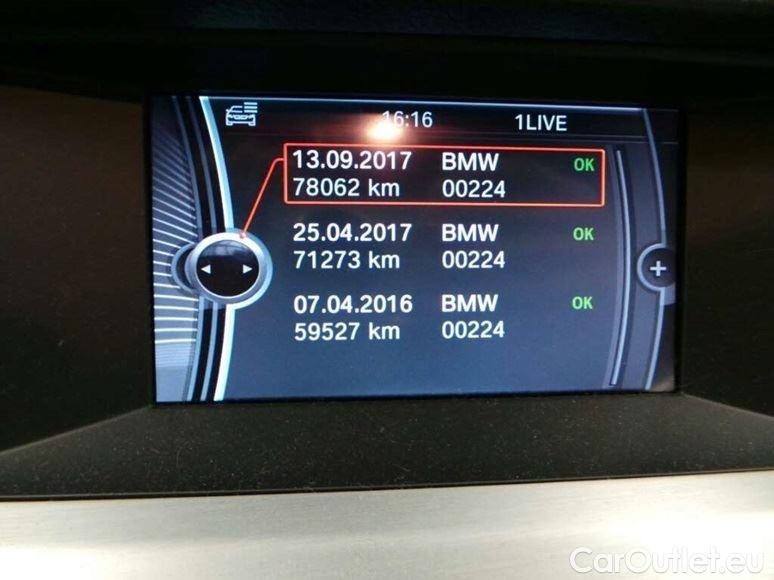 16:16 1LIVE
13.09.2017 BMW OK
78062 km 00224
25.04.2017 BMW OK
71273 km 00224
07.04.2016 BMW OK
59527 km 00224
+
CarOutlet.eu